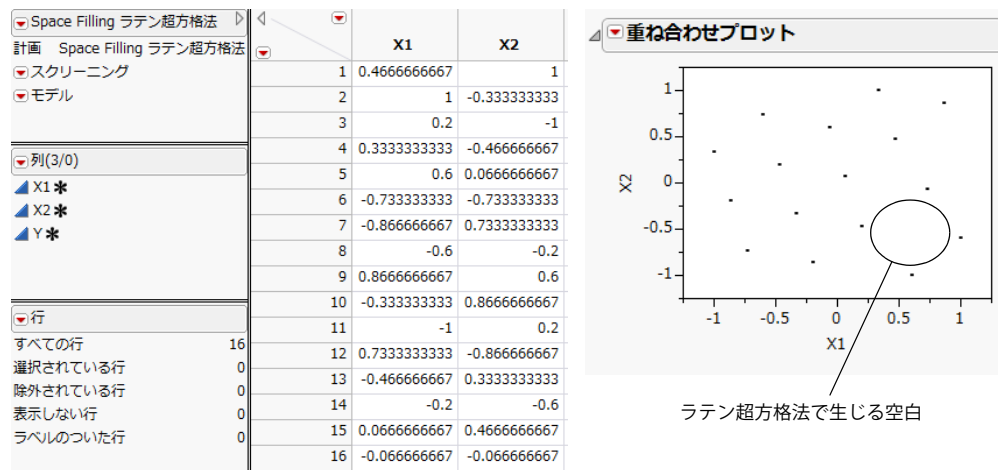 Space Filling ラテン超方格法
計画 Space Filling ラテン超方格法
スクリーニング
モデル
列(3/0)
X1
X2
Y
行
すべての行 16
選択されている行 0
除外されている行 0
表示しない行 0
ラベルのついた行 0
X1 X2
1 0.4666666667 1
2 1 -0.333333333
3 0.2 -1
4 0.3333333333 -0.466666667
5 0.6 0.0666666667
6 -0.733333333 -0.733333333
7 -0.866666667 0.7333333333
8 -0.6 -0.2
9 0.8666666667 0.6
10 -0.333333333 0.8666666667
11 -1 0.2
12 0.7333333333 -0.866666667
13 -0.466666667 0.3333333333
14 -0.2 -0.6
15 0.0666666667 0.4666666667
16 -0.066666667 -0.066666667
重ね合わせプロット
1
0.5
0
-0.5
-1
X2
-1 -0.5 0 0.5 1
X1
ラテン超方格法で生じる空白